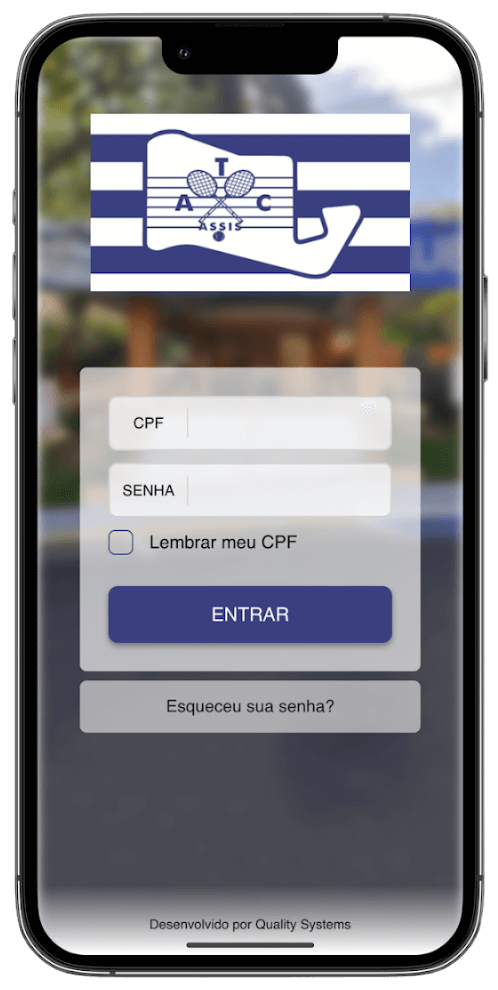 T
A C
ASSIS
CPF
SENHA
Lembrar meu CPF
ENTRAR
Esqueceu sua senha?
Desenvolvido por Quality Systems